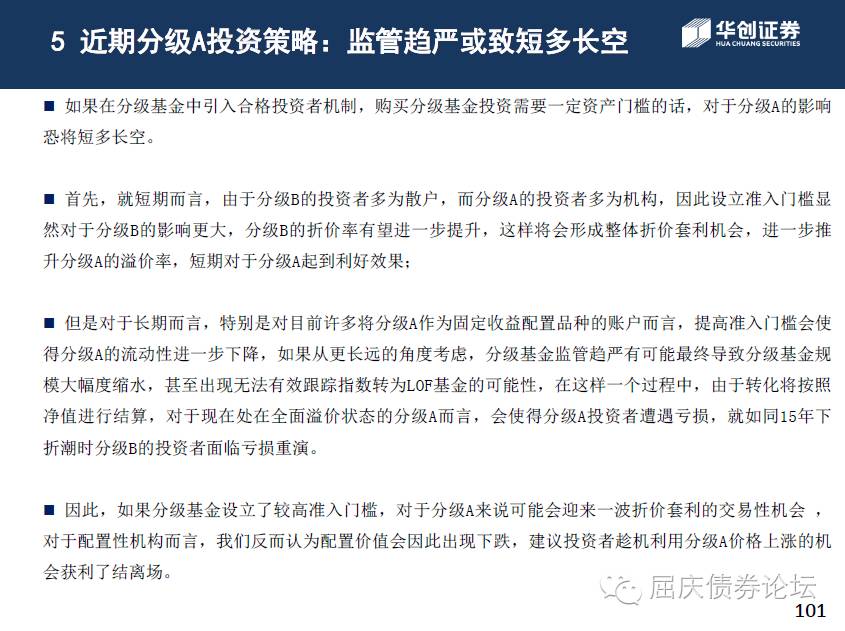 5 近期分级A投资策略：监管趋严或致短多长空
华创证券
HUA CHUANG SECURITIES
■ 如果在分级基金中引入合格投资者机制，购买分级基金投资需要一定资产门槛的话，对于分级A的影响
恐将短多长空。
■ 首先，就短期而言，由于分级B的投资者多为散户，而分级A的投资者多为机构，因此设立准入门槛显
然对于分级B的影响更大，分级B的折价率有望进一步提升，这样将会形成整体折价套利机会，进一步推
升分级A的溢价率，短期对于分级A起到利好效果；
■ 但是对于长期而言，特别是对目前许多将分级A作为固定收益配置品种的账户而言，提高准入门槛会使
得分级A的流动性进一步下降，如果从更长远的角度考虑，分级基金监管趋严有可能最终导致分级基金规
模大幅度缩水，甚至出现无法有效跟踪指数转为LOF基金的可能性，在这样一个过程中，由于转化将按照
净值进行结算，对于现在处在全面溢价状态的分级A而言，会使得分级A投资者遭遇亏损，就如同15年下
折潮时分级B的投资者面临亏损重演。
■ 因此，如果分级基金设立了较高准入门槛，对于分级A来说可能会迎来一波折价套利的交易性机会 ，
对于配置性机构而言，我们反而认为配置价值会因此出现下跌，建议投资者趁机利用分级A价格上涨的机
会获利了结离场。
屈庆债券论坛
101